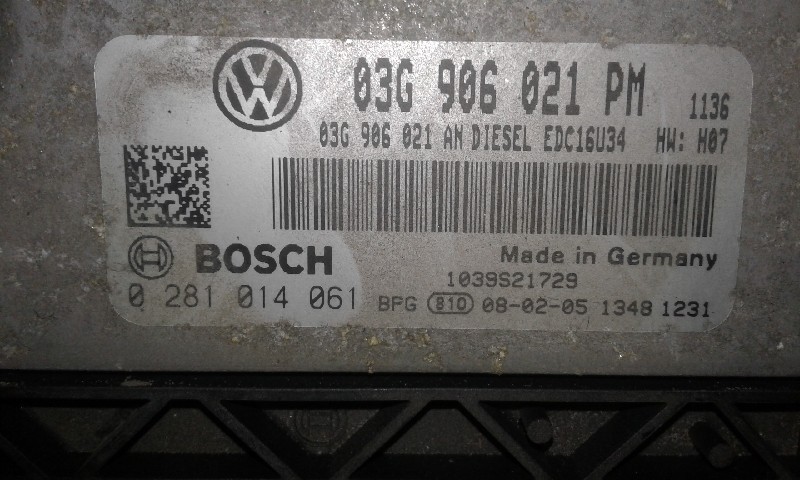 03G 906 021 PM 1136
03G 906 021 AN DIESEL EDC16U34 HW: H07
BOSCH Made in Germany
1039S21729
0 281 014 061 BPG 810 08-02-05 1348 1231